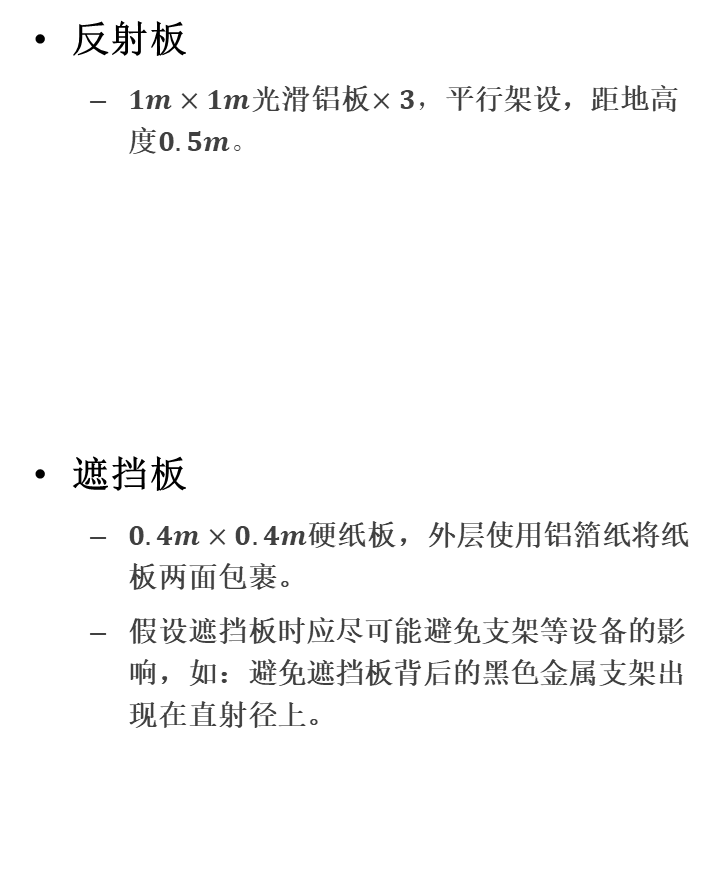 • 反射板
– 1m × 1m光滑铝板× 3，平行架设，距地高
度0.5m。
• 遮挡板
– 0.4m × 0.4m硬纸板，外层使用铝箔纸将纸
板两面包裹。
– 假设遮挡板时应尽可能避免支架等设备的影
响，如：避免遮挡板背后的黑色金属支架出
现在直射径上。